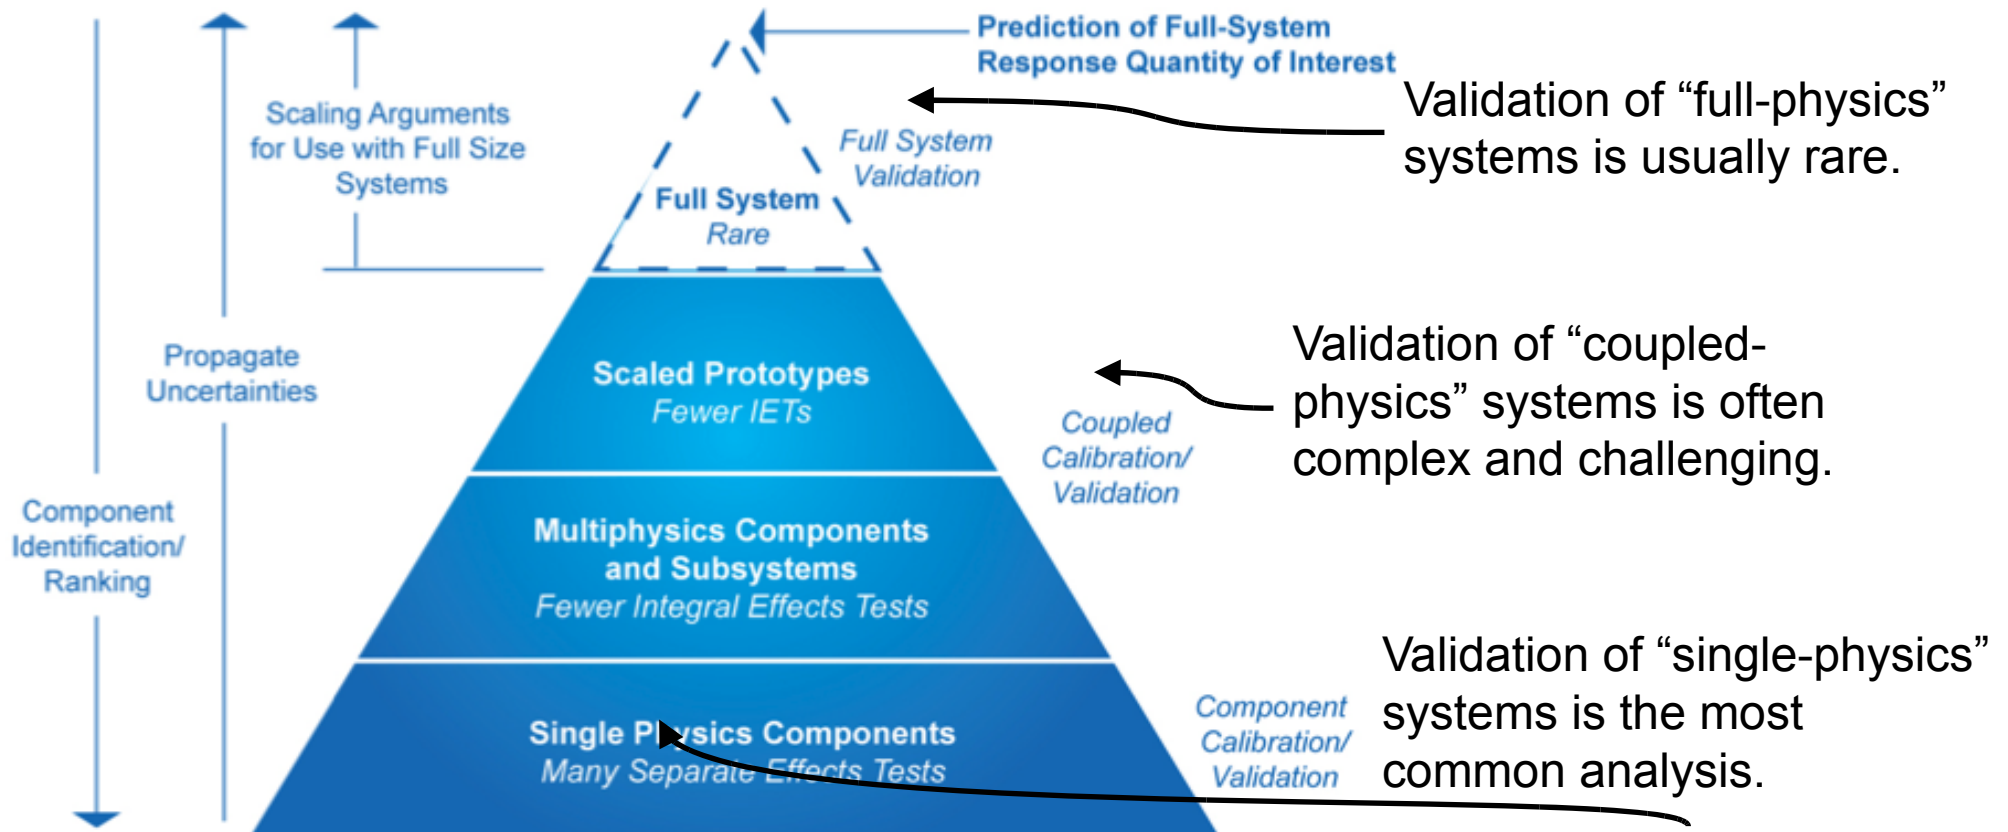 Prediction of Full-System
Response Quantity of Interest
Validation of “full-physics”
systems is usually rare.
Scaling Arguments
for Use with Full Size
Systems
Full System
Validation
Full System
Rare
Propagate
Uncertainties
Scaled Prototypes
Fewer IETs
Validation of “coupled-
physics” systems is often
complex and challenging.
Coupled
Calibration/
Validation
Component
Identification/
Ranking
Multiphysics Components
and Subsystems
Fewer Integral Effects Tests
Single Physics Components
Many Separate Effects Tests
Component
Calibration/
Validation
Validation of “single-physics”
systems is the most
common analysis.